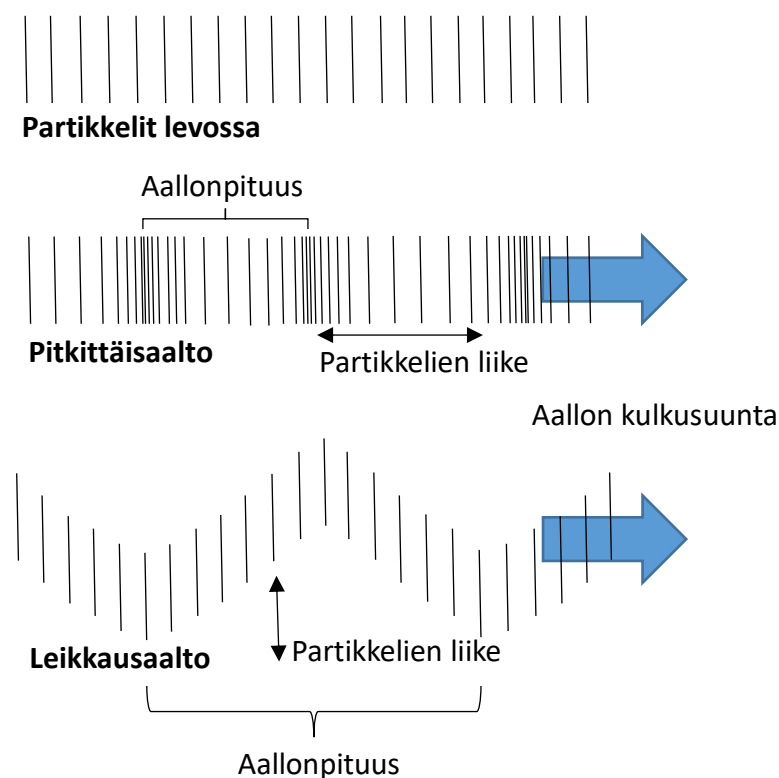 Partikkelit levossa
Aallonpituus
Pitkittäisaalto
Partikkelien liike
Aallon kulkusuunta
Leikkausaalto
Partikkelien liike
Aallonpituus